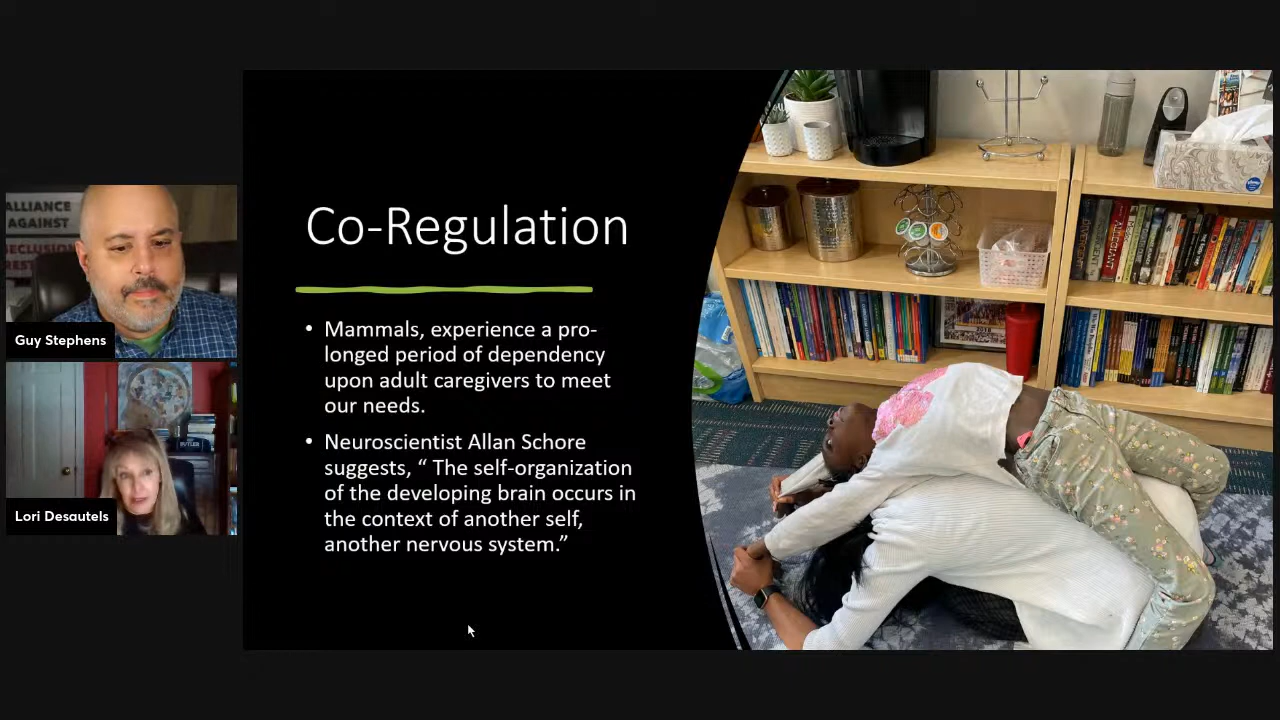 ALLIANCE
AGAINST
Guy Stephens
BUTLER
Lori Desautels
Co-Regulation
• Mammals, experience a pro-
longed period of dependency
upon adult caregivers to meet
our needs.
• Neuroscientist Allan Schore
suggests, “ The self-organization
of the developing brain occurs in
the context of another self,
another nervous system.”
ALLEGIANT